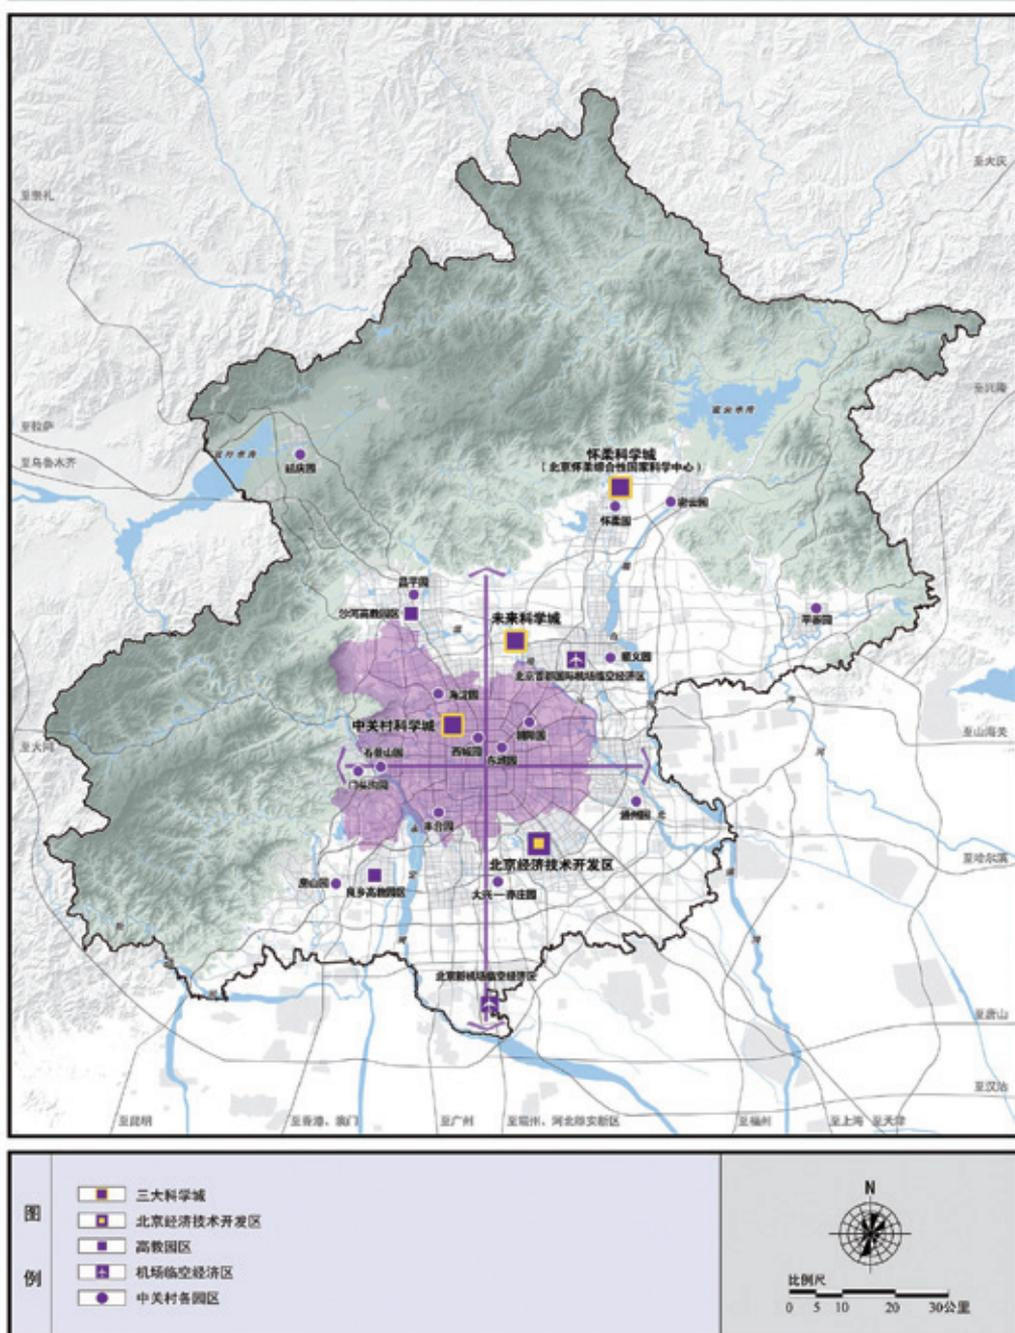 至大庆
至崇礼
至兴隆
密云水库
至拉萨
至乌鲁木齐
延庆园
怀柔科学城
(北京怀柔综合性国家科学中心)
密云园
怀柔园
昌平园
沙河高教园区
平谷园
未来科学城
顺义园
北京首都国际机场临空经济区
海淀园
中关村科学城
朝阳园
西城园
东城园
至山海关
至大同
石景山园
门头沟园
通州园
丰台园
北京经济技术开发区
至哈尔滨
房山园
良乡高教园区
大兴—亦庄园
北京新机场临空经济区
至唐山
至汉沽
至昆明
至香港、澳门
至广州
至福州
至上海
至天津
图例
三大科学城
北京经济技术开发区
高教园区
机场临空经济区
中关村各园区
N
比例尺
0 5 10 20 30公里